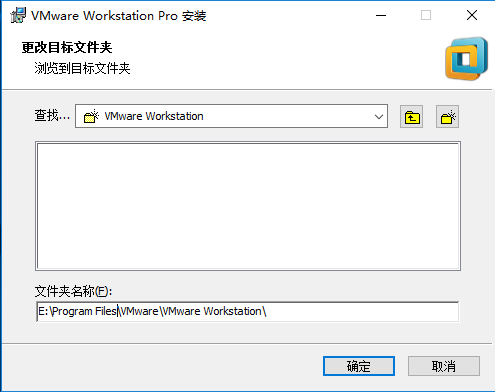 VMware Workstation Pro 安装
更改目标文件夹
浏览到目标文件夹
查找... VMware Workstation
文件夹名称(F):
E:\Program Files\VMware\VMware Workstation\
确定 取消